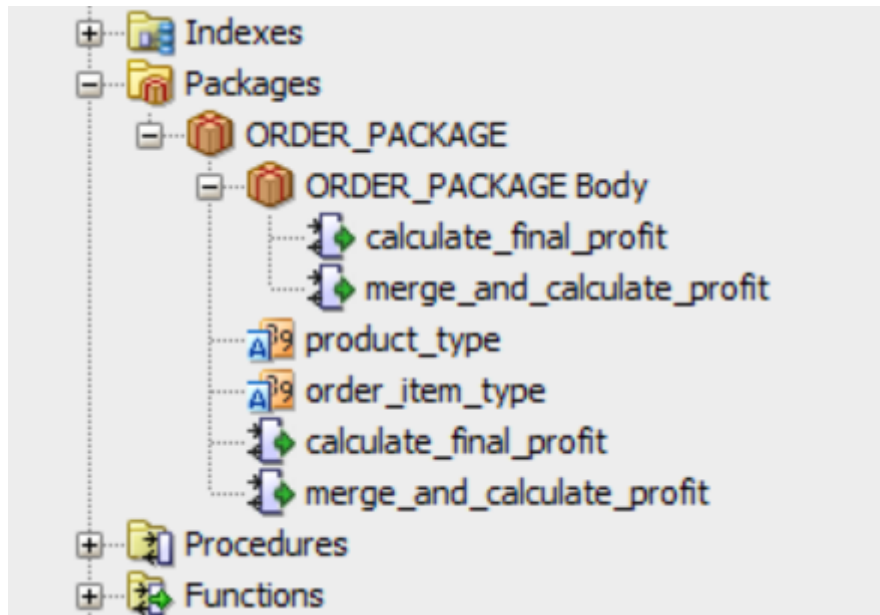 Indexes
Packages
ORDER_PACKAGE
ORDER_PACKAGE Body
calculate_final_profit
merge_and_calculate_profit
product_type
order_item_type
calculate_final_profit
merge_and_calculate_profit
Procedures
Functions